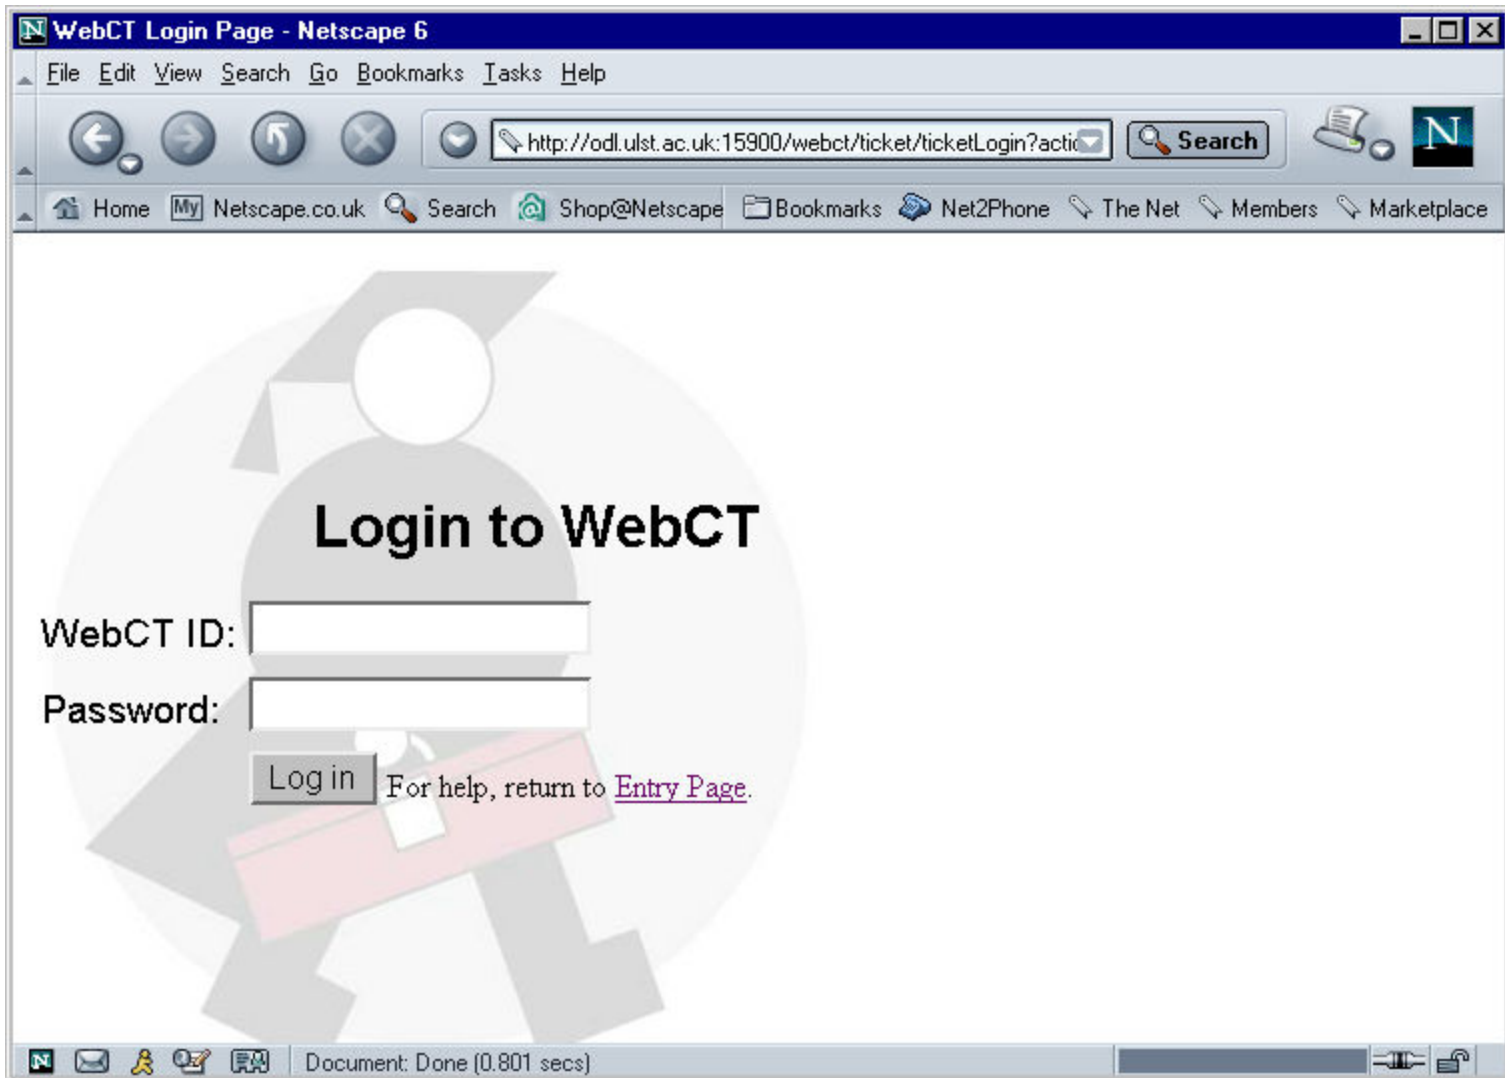 WebCT Login Page - Netscape 6
File Edit View Search Go Bookmarks Tasks Help
http://odl.ulst.ac.uk:15900/webct/ticket/ticketLogin?actic Search N
Home My Netscape.co.uk Search Shop@Netscape Bookmarks Net2Phone The Net Members Marketplace
Login to WebCT
WebCT ID:
Password:
Log in For help, return to Entry Page.
Document: Done (0.801 secs)